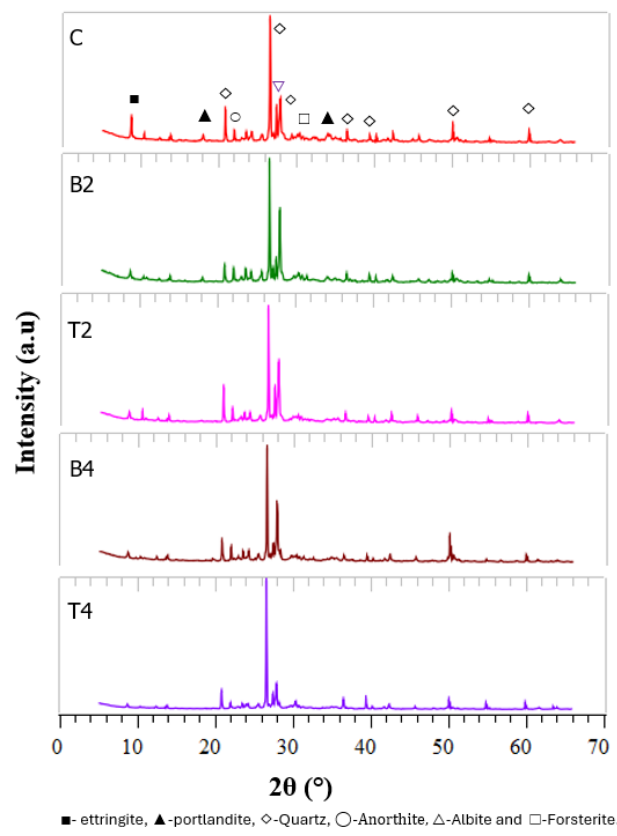 C
B2
T2
B4
T4
Intensity (a.u)
0 10 20 30 40 50 60 70
2θ (°)
■- ettringite, ▲-portlandite, ◇-Quartz, ◯-Anorthite, △-Albite and □-Forsterite.